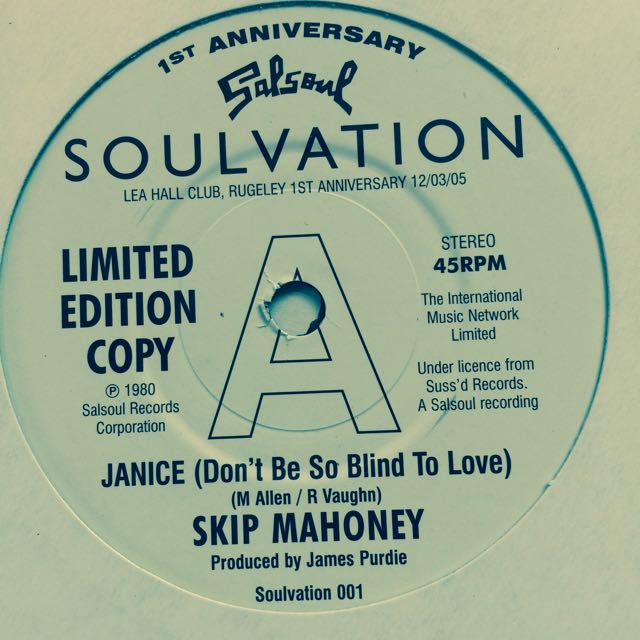 1ST ANNIVERSARY
Salsoul
SOULVATION
LEA HALL CLUB, RUGELEY 1ST ANNIVERSARY 12/03/05
LIMITED
EDITION
COPY
℗ 1980
Salsoul Records
Corporation
A
STEREO
45RPM
The International
Music Network
Limited
Under licence from
Suss'd Records.
A Salsoul recording
JANICE (Don't Be So Blind To Love)
(M Allen / R Vaughn)
SKIP MAHONEY
Produced by James Purdie
Soulvation 001